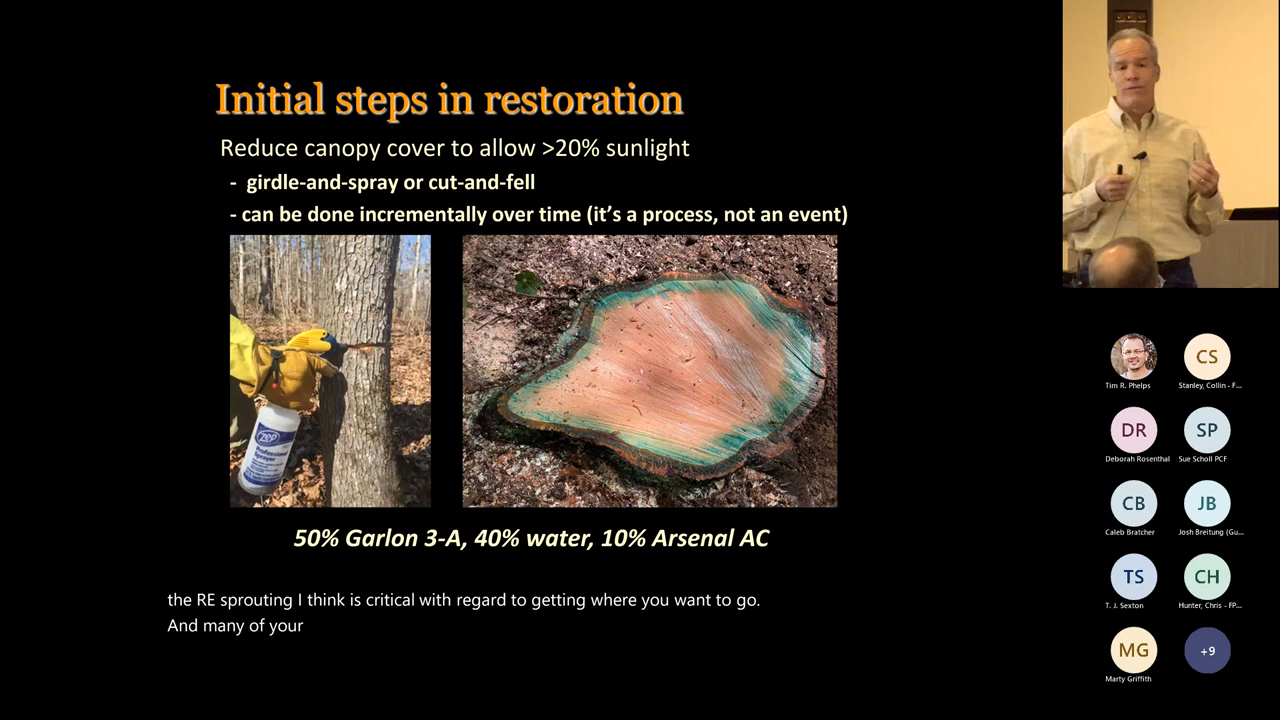 Initial steps in restoration
Reduce canopy cover to allow >20% sunlight
- girdle-and-spray or cut-and-fell
- can be done incrementally over time (it’s a process, not an event)
zep
Professional
Sprayer
50% Garlon 3-A, 40% water, 10% Arsenal AC
the RE sprouting I think is critical with regard to getting where you want to go.
And many of your
Tim R. Phelps
CS
Stanley, Collin - F...
DR
Deborah Rosenthal
SP
Sue Scholl PCF
CB
Caleb Bratcher
JB
Josh Breitung (Gu...
TS
T. J. Sexton
CH
Hunter, Chris - FP...
MG
Marty Griffith
+9